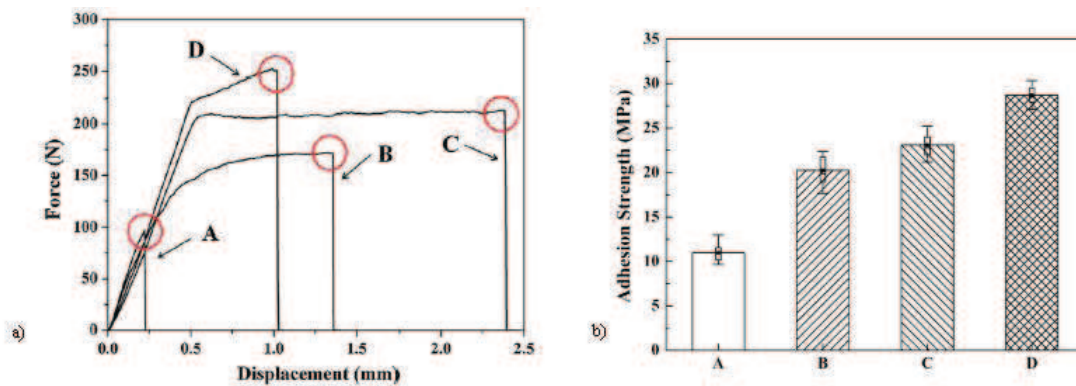 300
250
200
150
100
50
0
Force (N)
D
A
B
C
0.0 0.5 1.0 1.5 2.0 2.5
Displacement (mm)
a)
35
30
25
20
15
10
5
0
Adhesion Strength (MPa)
A B C D
b)